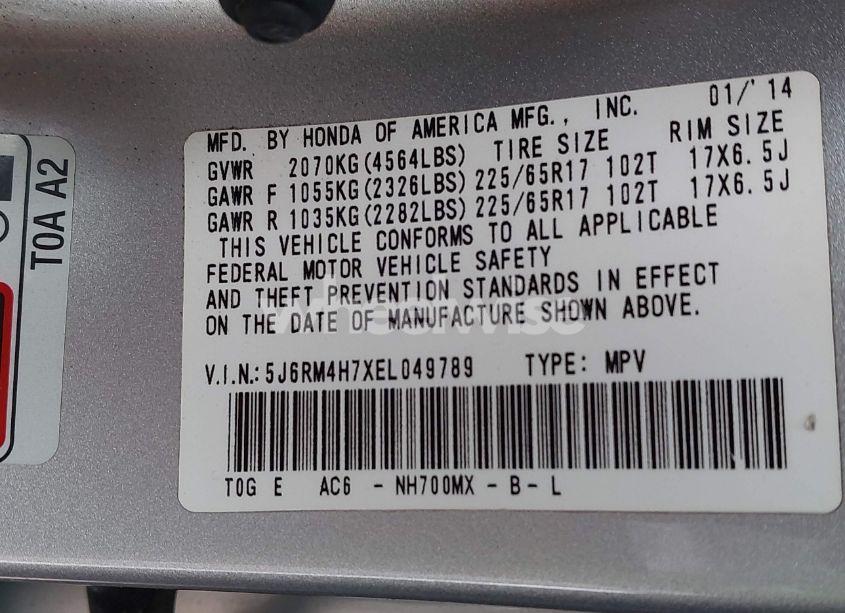 MFD. BY HONDA OF AMERICA MFG., INC. 01/'14
GVWR 2070KG(4564LBS) TIRE SIZE RIM SIZE
GAWR F 1055KG(2326LBS) 225/65R17 102T 17X6.5J
GAWR R 1035KG(2282LBS) 225/65R17 102T 17X6.5J
THIS VEHICLE CONFORMS TO ALL APPLICABLE
FEDERAL MOTOR VEHICLE SAFETY
AND THEFT PREVENTION STANDARDS IN EFFECT
ON THE DATE OF MANUFACTURE SHOWN ABOVE.
V.I.N.: 5J6RM4H7XEL049789 TYPE: MPV
T0G E AC6 - NH700MX - B - L
T0A A2